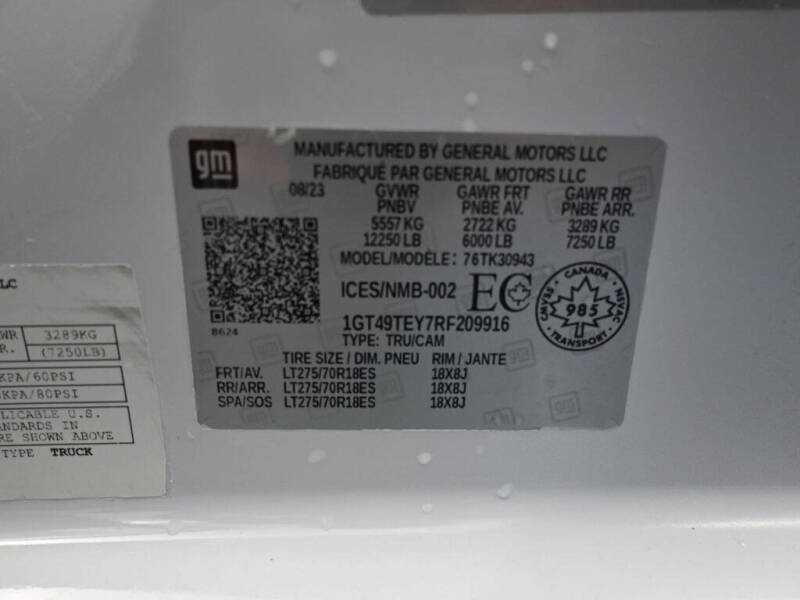 gm
MANUFACTURED BY GENERAL MOTORS LLC
FABRIQUÉ PAR GENERAL MOTORS LLC
08/23 GVWR GAWR FRT GAWR RR
PNBV PNBE AV. PNBE ARR.
5557 KG 2722 KG 3289 KG
12250 LB 6000 LB 7250 LB
MODEL/MODÈLE: 76TK30943
ICES/NMB-002 EC
CANADA
CMVSS NSVAC
985
TRANSPORT
8624
1GT49TEY7RF209916
TYPE: TRU/CAM
TIRE SIZE / DIM. PNEU RIM / JANTE
FRT/AV. LT275/70R18ES 18X8J
RR/ARR. LT275/70R18ES 18X8J
SPA/SOS LT275/70R18ES 18X8J
LC
WR 3289KG
R. (7250LB)
KPA/60PSI
KPA/80PSI
PLICABLE U.S.
ANDARDS IN
RE SHOWN ABOVE
TYPE TRUCK